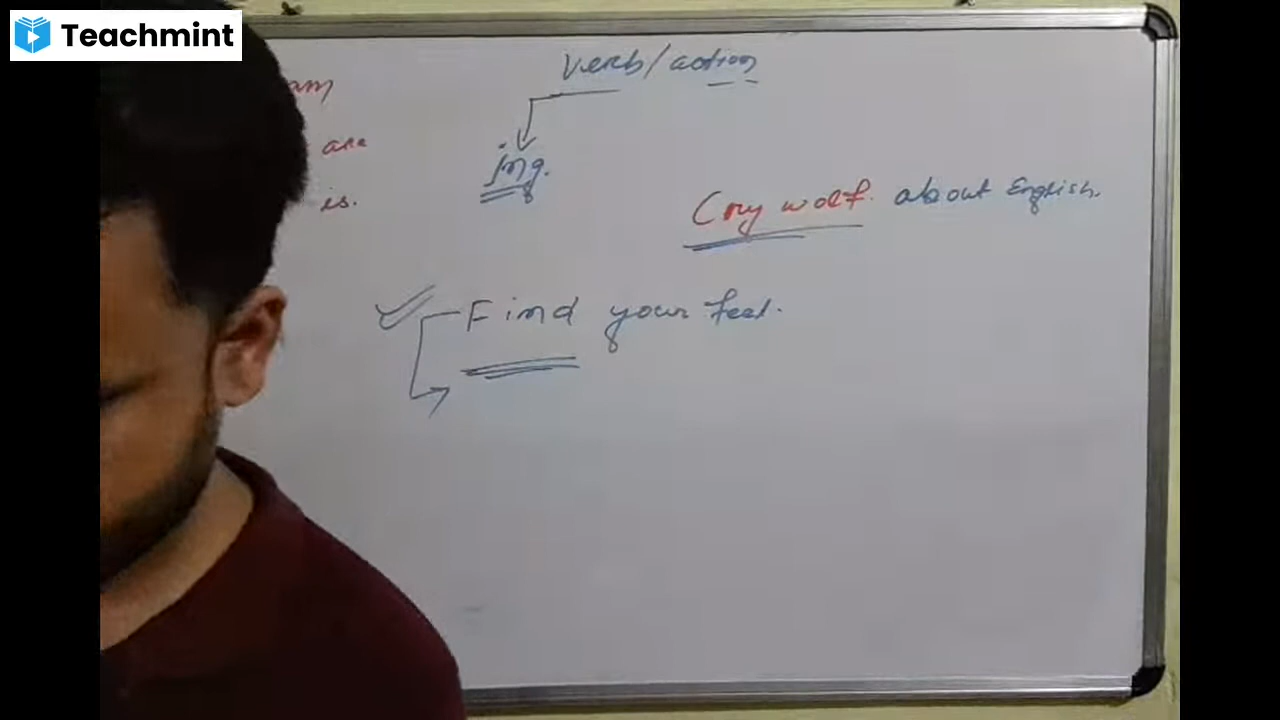 Teachmint
am
are
is.
Verb/action
ing.
Cry wolf. about English.
Find your feet.